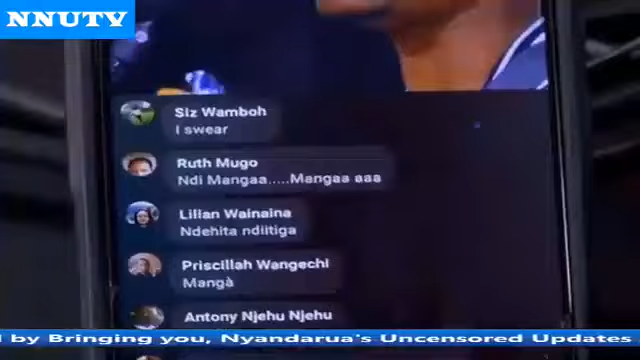 NNUTV
Siz Wamboh
I swear
Ruth Mugo
Ndi Mangaa.....Mangaa aaa
Lilian Wainaina
Ndehita ndiitiga
Priscillah Wangechi
Mangà
Antony Njehu Njehu
by Bringing you, Nyandarua's Uncensored Updates